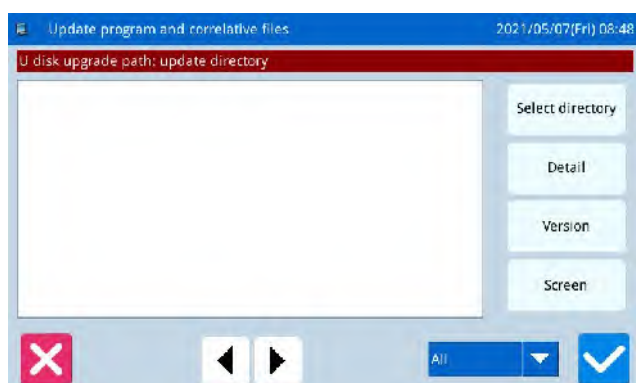 Update program and correlative files 2021/05/07(Fri) 08:48
U disk upgrade path: update directory
Select directory
Detail
Version
Screen
All